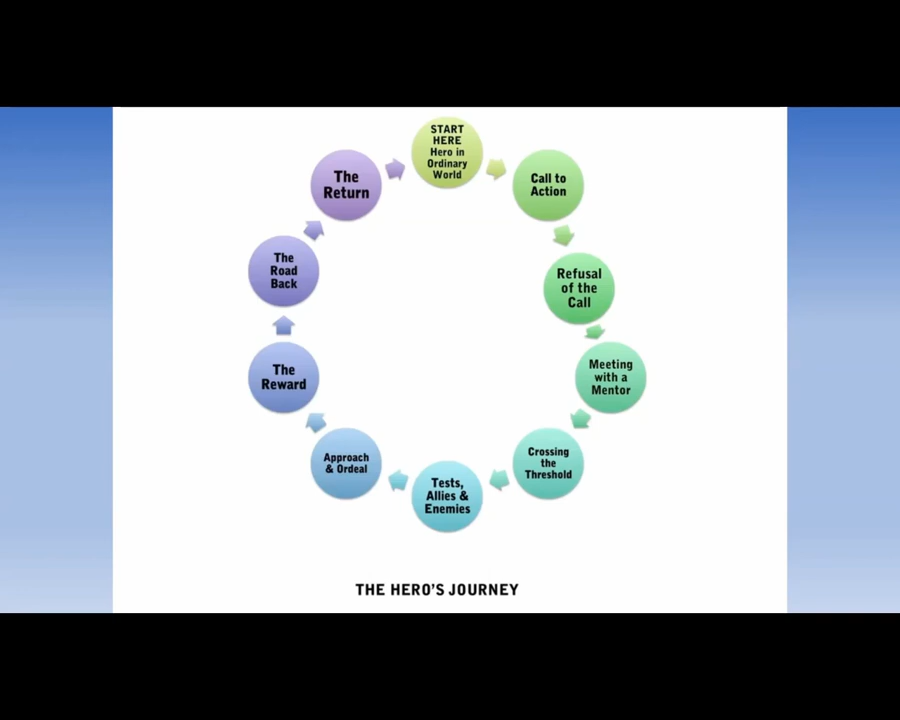 START
HERE
Hero in
Ordinary
World
Call to
Action
Refusal
of the
Call
Meeting
with a
Mentor
Crossing
the
Threshold
Tests,
Allies &
Enemies
Approach
& Ordeal
The
Reward
The
Road
Back
The
Return
THE HERO'S JOURNEY